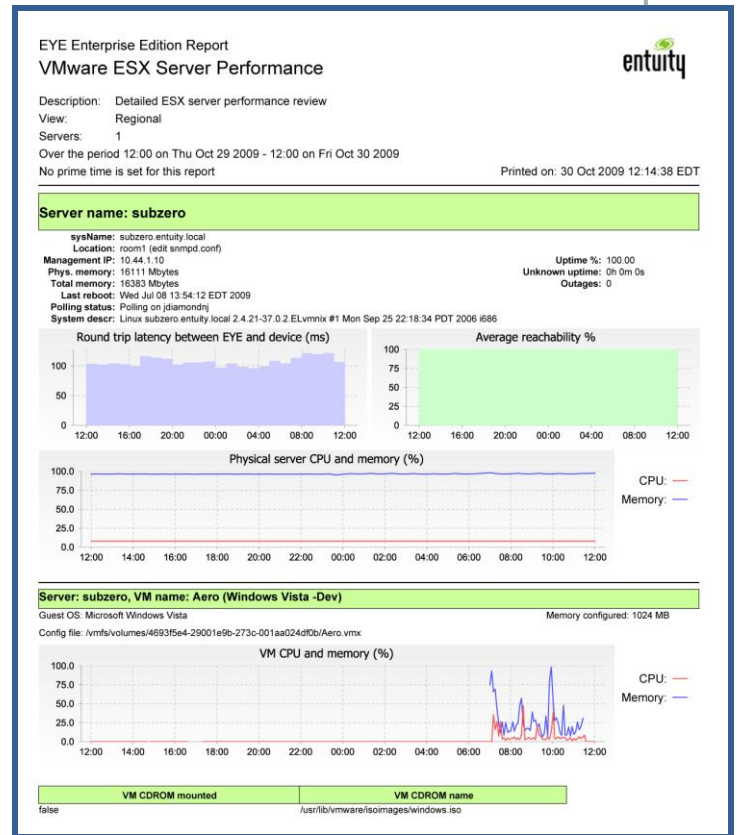 EYE Enterprise Edition Report
VMware ESX Server Performance
entuity
Description: Detailed ESX server performance review
View: Regional
Servers: 1
Over the period 12:00 on Thu Oct 29 2009 - 12:00 on Fri Oct 30 2009
No prime time is set for this report Printed on: 30 Oct 2009 12:14:38 EDT
Server name: subzero
sysName: subzero.entuity.local
Location: room1 (edit snmpd.conf)
Management IP: 10.44.1.10 Uptime %: 100.00
Phys. memory: 16111 Mbytes Unknown uptime: 0h 0m 0s
Total memory: 16383 Mbytes Outages: 0
Last reboot: Wed Jul 08 13:54:12 EDT 2009
Polling status: Polling on jdiamondnj
System descr: Linux subzero.entuity.local 2.4.21-37.0.2.ELvmnix #1 Mon Sep 25 22:18:34 PDT 2006 i686
Round trip latency between EYE and device (ms)
100
50
0
12:00 16:00 20:00 00:00 04:00 08:00 12:00
Average reachability %
100
75
50
25
0
12:00 16:00 20:00 00:00 04:00 08:00 12:00
Physical server CPU and memory (%)
100.0
75.0
50.0
25.0
0.0
12:00 14:00 16:00 18:00 20:00 22:00 00:00 02:00 04:00 06:00 08:00 10:00 12:00
CPU:
Memory:
Server: subzero, VM name: Aero (Windows Vista -Dev)
Guest OS: Microsoft Windows Vista Memory configured: 1024 MB
Config file: /vmfs/volumes/4693f5e4-29001e9b-273c-001aa024df0b/Aero.vmx
VM CPU and memory (%)
100.0
75.0
50.0
25.0
0.0
12:00 14:00 16:00 18:00 20:00 22:00 00:00 02:00 04:00 06:00 08:00 10:00 12:00
CPU:
Memory:
VM CDROM mounted VM CDROM name
false /usr/lib/vmware/isoimages/windows.iso